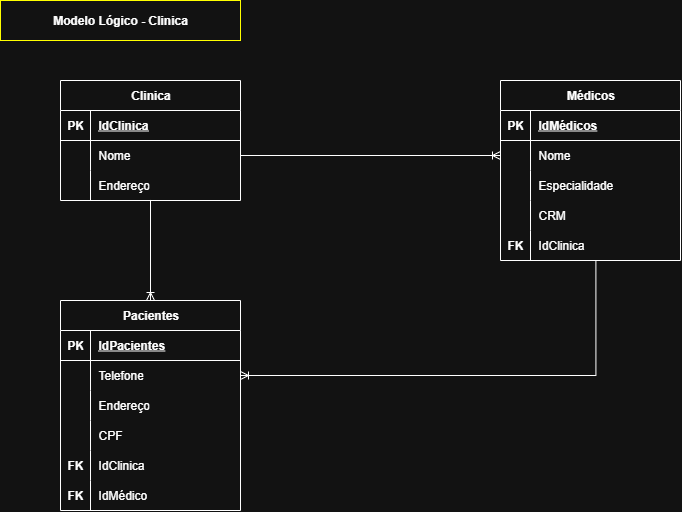 Modelo Lógico - Clinica
Clinica
PK IdClinica
Nome
Endereço
Médicos
PK IdMédicos
Nome
Especialidade
CRM
FK IdClinica
Pacientes
PK IdPacientes
Telefone
Endereço
CPF
FK IdClinica
FK IdMédico